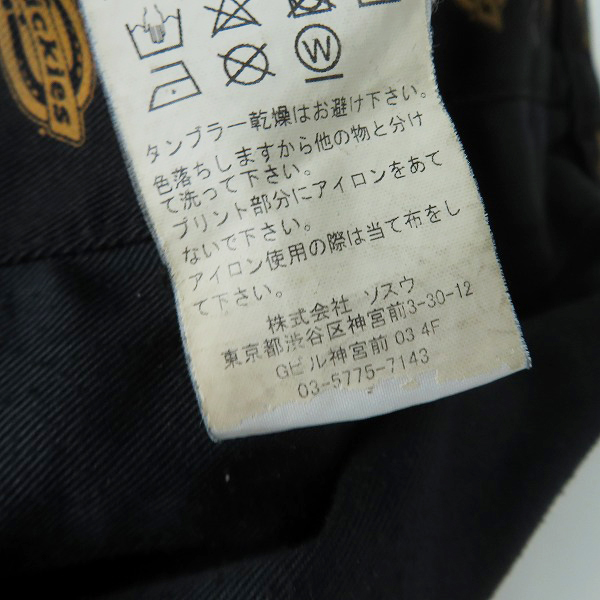 Dickies
W
タンブラー乾燥はお避け下さい。
色落ちしますから他の物と分け
て洗って下さい。
プリント部分にアイロンをあて
ないで下さい。
アイロン使用の際は当て布をし
て下さい。
株式会社 ソスウ
東京都渋谷区神宮前3-30-12
Gビル神宮前 03 4F
03-5775-7143